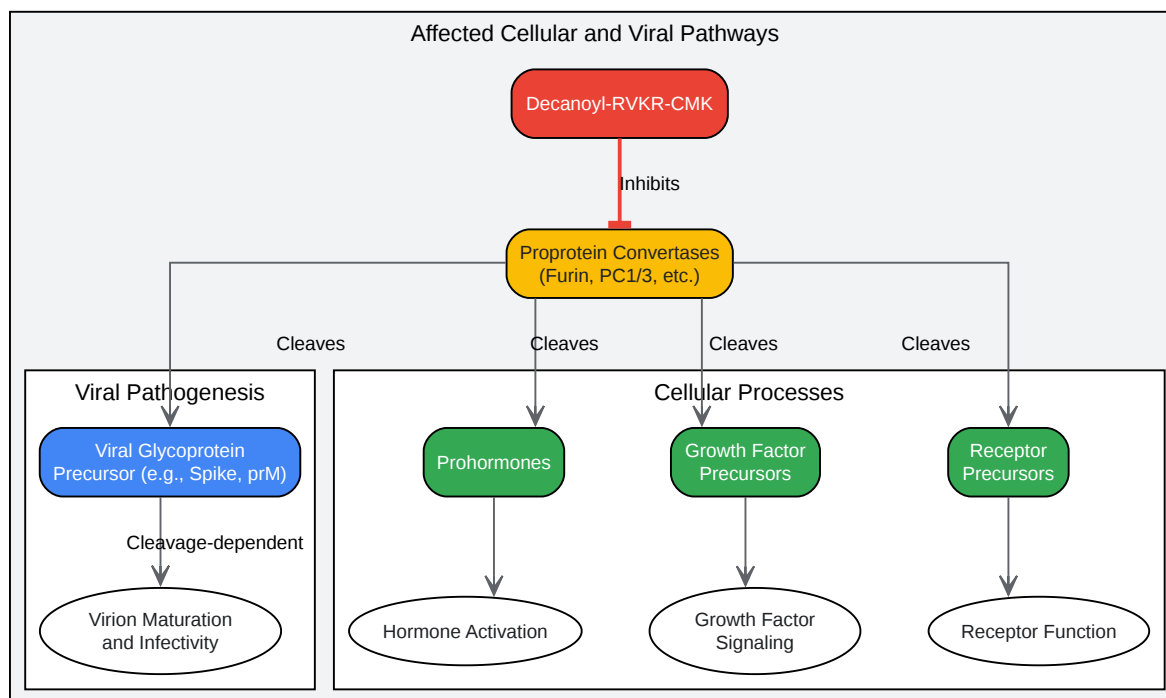 Affected Cellular and Viral Pathways
Decanoyl-RVKR-CMK
Inhibits
Proprotein Convertases
(Furin, PC1/3, etc.)
Cleaves
Cleaves
Cleaves
Cleaves
Viral Pathogenesis
Cellular Processes
Viral Glycoprotein
Precursor (e.g., Spike, prM)
Prohormones
Growth Factor
Precursors
Receptor
Precursors
Cleavage-dependent
Virion Maturation
and Infectivity
Hormone Activation
Growth Factor
Signaling
Receptor Function